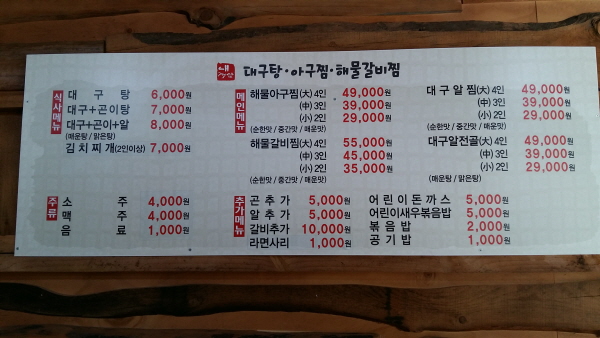 대구탕·아구찜·해물갈비찜
식사메뉴
대구탕 6,000원
대구+곤이탕 7,000원
대구+곤이+알 8,000원
(매운탕/맑은탕)
김치찌개(2인이상) 7,000원
메인메뉴
해물아구찜(大) 4인 49,000원
(中) 3인 39,000원
(小) 2인 29,000원
(순한맛/중간맛/매운맛)
해물갈비찜(大) 4인 55,000원
(中) 3인 45,000원
(小) 2인 35,000원
(순한맛/중간맛/매운맛)
대구알찜(大) 4인 49,000원
(中) 3인 39,000원
(小) 2인 29,000원
(순한맛/중간맛/매운맛)
대구알전골(大) 4인 49,000원
(中) 3인 39,000원
(小) 2인 29,000원
(매운탕/맑은탕)
주류
소주 4,000원
맥주 4,000원
음료 1,000원
추가메뉴
곤추가 5,000원
알추가 5,000원
갈비추가 10,000원
라면사리 1,000원
어린이돈까스 5,000원
어린이새우볶음밥 5,000원
볶음밥 2,000원
공기밥 1,000원